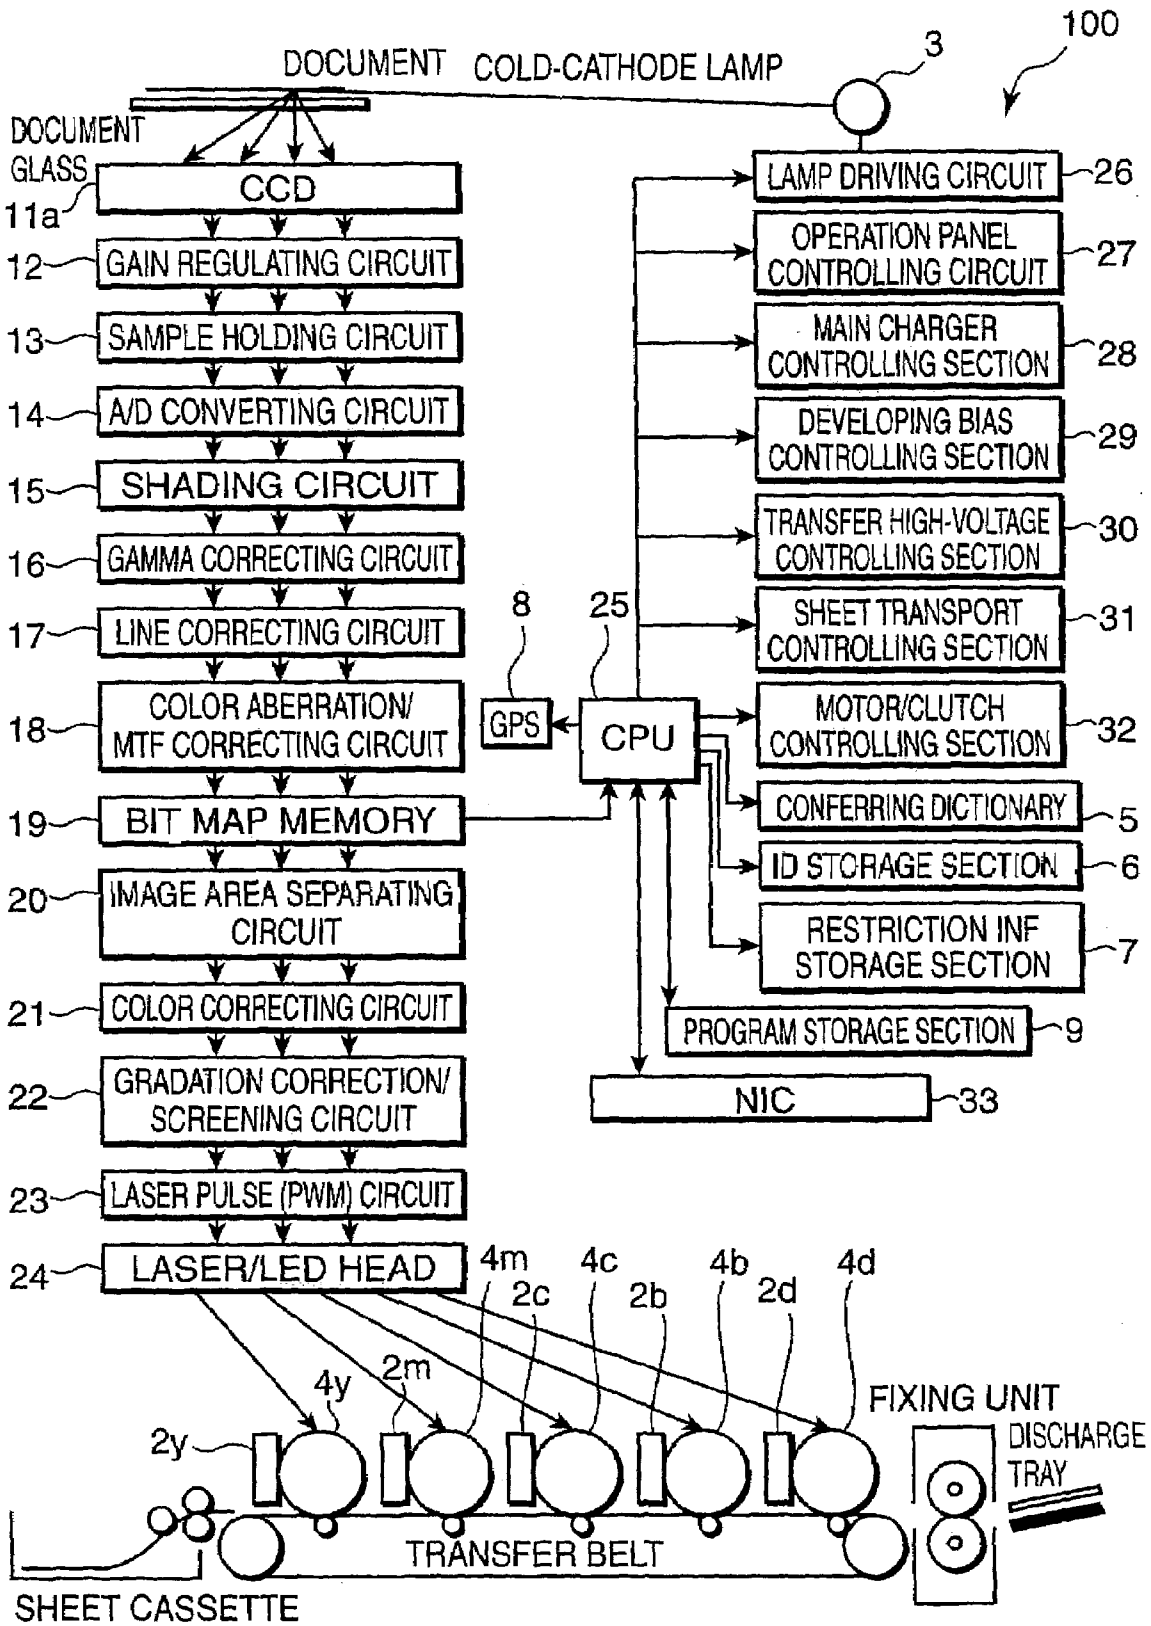 100
3
DOCUMENT
COLD-CATHODE LAMP
DOCUMENT
GLASS
11a
CCD
12
GAIN REGULATING CIRCUIT
13
SAMPLE HOLDING CIRCUIT
14
A/D CONVERTING CIRCUIT
15
SHADING CIRCUIT
16
GAMMA CORRECTING CIRCUIT
17
LINE CORRECTING CIRCUIT
18
COLOR ABERRATION/
MTF CORRECTING CIRCUIT
19
BIT MAP MEMORY
20
IMAGE AREA SEPARATING
CIRCUIT
21
COLOR CORRECTING CIRCUIT
22
GRADATION CORRECTION/
SCREENING CIRCUIT
23
LASER PULSE (PWM) CIRCUIT
24
LASER/LED HEAD
LAMP DRIVING CIRCUIT
26
OPERATION PANEL
CONTROLLING CIRCUIT
27
MAIN CHARGER
CONTROLLING SECTION
28
DEVELOPING BIAS
CONTROLLING SECTION
29
TRANSFER HIGH-VOLTAGE
CONTROLLING SECTION
30
SHEET TRANSPORT
CONTROLLING SECTION
31
8
25
GPS
CPU
MOTOR/CLUTCH
CONTROLLING SECTION
32
CONFERRING DICTIONARY
5
ID STORAGE SECTION
6
RESTRICTION INF
STORAGE SECTION
7
PROGRAM STORAGE SECTION
9
NIC
33
4m
4c
4b
4d
2c
2b
2d
4y
2m
2y
FIXING UNIT
DISCHARGE
TRAY
TRANSFER BELT
SHEET CASSETTE